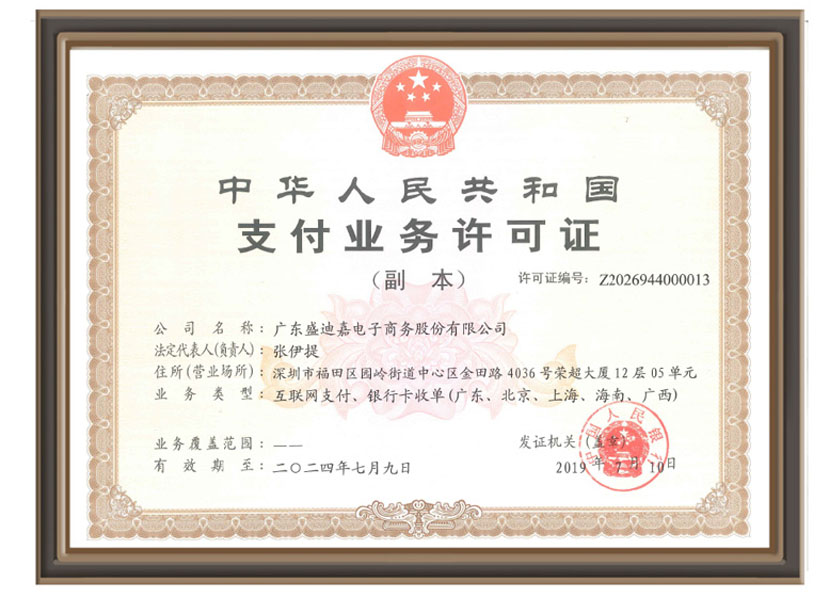 中华人民共和国
支付业务许可证
（副 本）
许可证编号： Z2026944000013
公司名称：广东盛迪嘉电子商务股份有限公司
法定代表人(负责人)：张伊提
住所(营业场所)：深圳市福田区园岭街道中心区金田路4036号荣超大厦12层05单元
业务类型：互联网支付、银行卡收单(广东、北京、上海、海南、广西)
业务覆盖范围：——
发证机关（盖章）
有效期至：二〇二四年七月九日
2019 年 7 月 10 日
中国人民银行